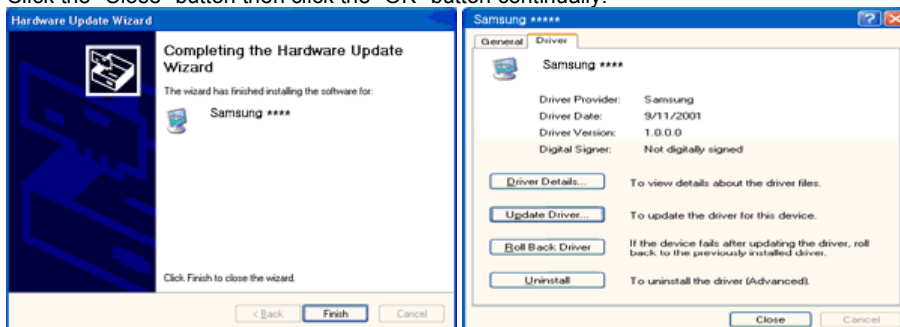 Click the "Close" button then click the "OK" button continually.
Hardware Update Wizard
Completing the Hardware Update
Wizard
The wizard has finished installing the software for:
Samsung ****
Click Finish to close the wizard.
< Back
Finish
Cancel
Samsung *****
General
Driver
Samsung ****
Driver Provider: Samsung
Driver Date: 9/11/2001
Driver Version: 1.0.0.0
Digital Signer: Not digitally signed
Driver Details... To view details about the driver files.
Update Driver... To update the driver for this device.
Roll Back Driver If the device fails after updating the driver, roll
back to the previously installed driver.
Uninstall To uninstall the driver (Advanced).
Close
Cancel